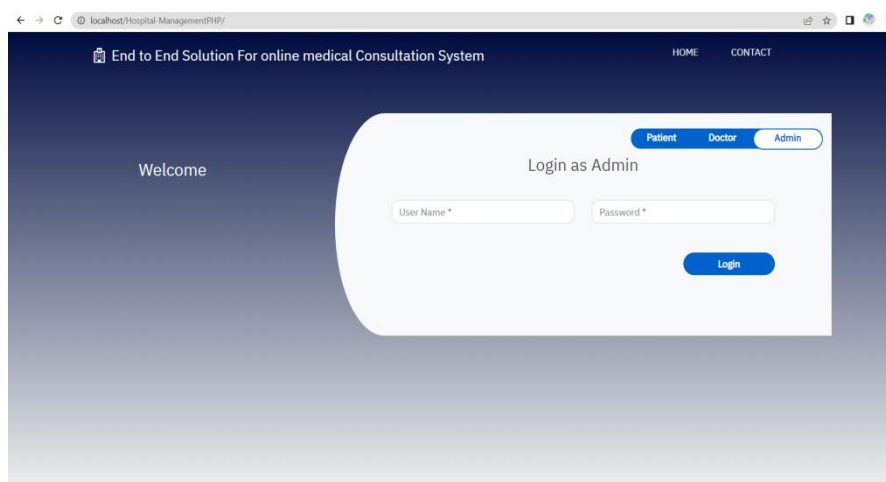 localhost/Hospital-ManagementPHP/
End to End Solution For online medical Consultation System
HOME CONTACT
Patient Doctor Admin
Welcome
Login as Admin
User Name * Password *
Login